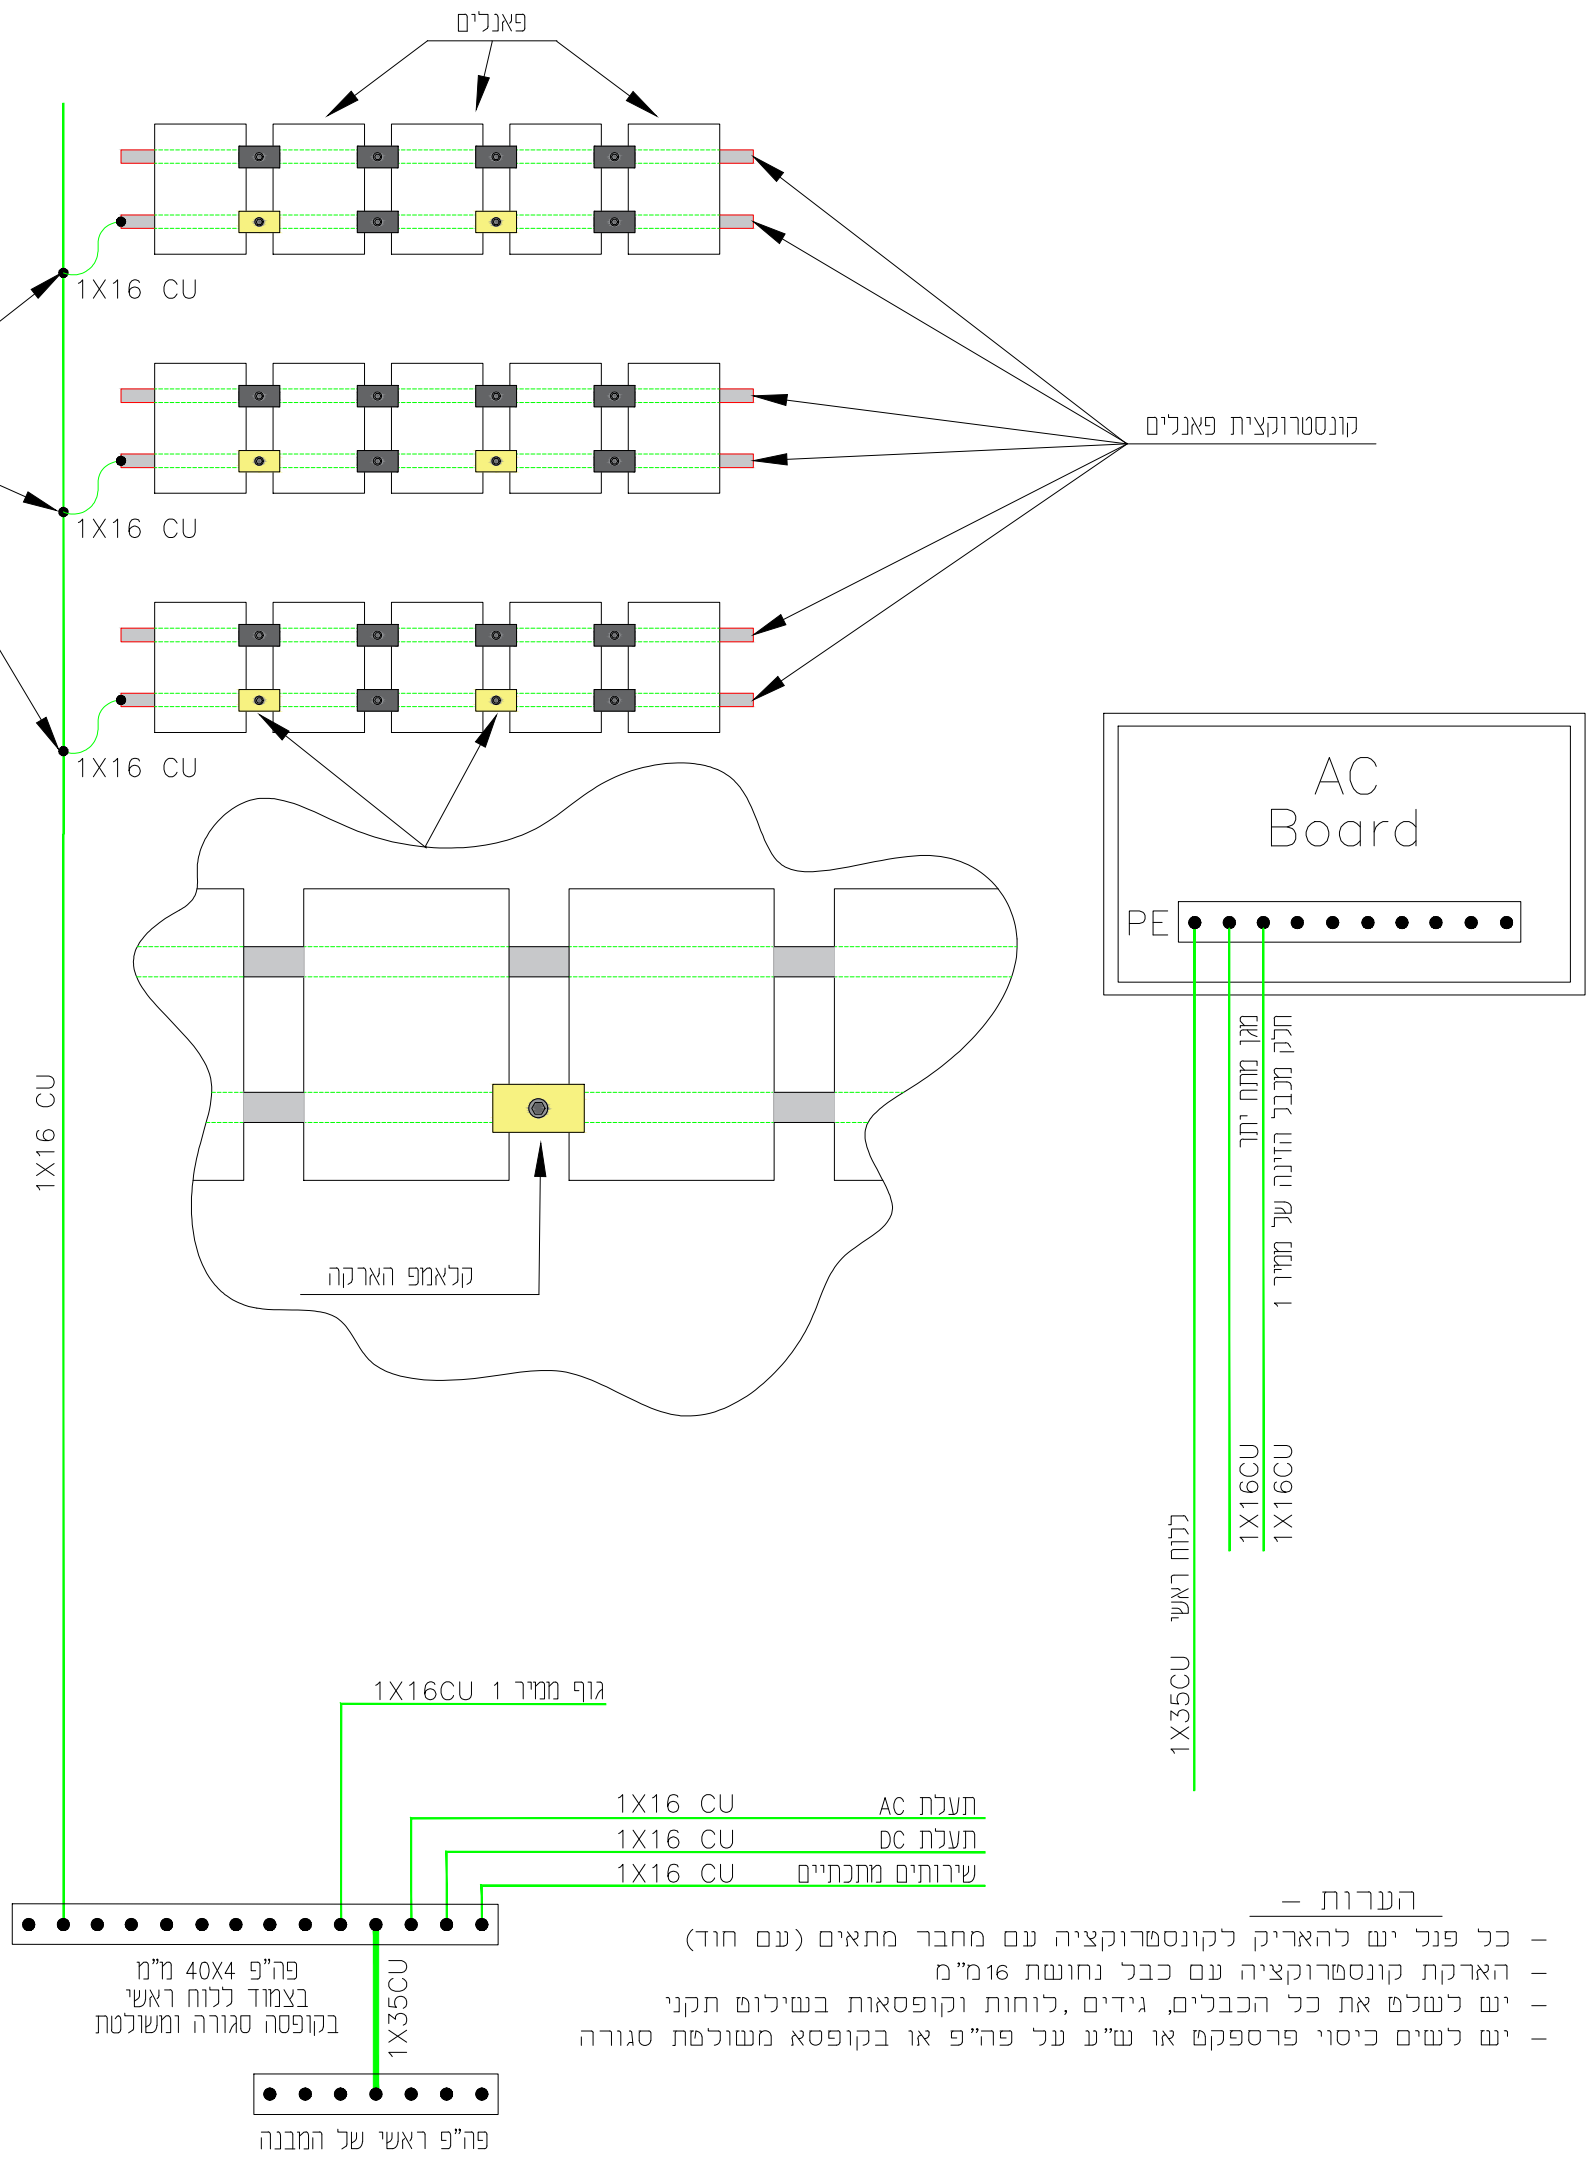 פאנלים
1X16 CU
קונסטרוקצית פאנלים
1X16 CU
1X16 CU
AC
Board
PE
מגן מתח יתר
חלק מכבל הזינה של ממיר 1
1X16 CU
קלאמפ הארקה
1X16CU
1X16CU
ללוח ראשי
1X35CU
גוף ממיר 1 1X16CU
תעלת AC 1X16 CU
תעלת DC 1X16 CU
שירותים מתכתיים 1X16 CU
הערות –
– כל פנל יש להאריק לקונסטרוקציה עם מחבר מתאים (עם חוד)
– הארקת קונסטרוקציה עם כבל נחושת 16מ"מ
– יש לשלט את כל הכבלים, גידים ,לוחות וקופסאות בשילוט תקני
– יש לשים כיסוי פרספקט או ש"ע על פה"פ או בקופסא משולטת סגורה
פה"פ 40X4 מ"מ
בצמוד ללוח ראשי
בקופסה סגורה ומשולטת
1X35CU
פה"פ ראשי של המבנה